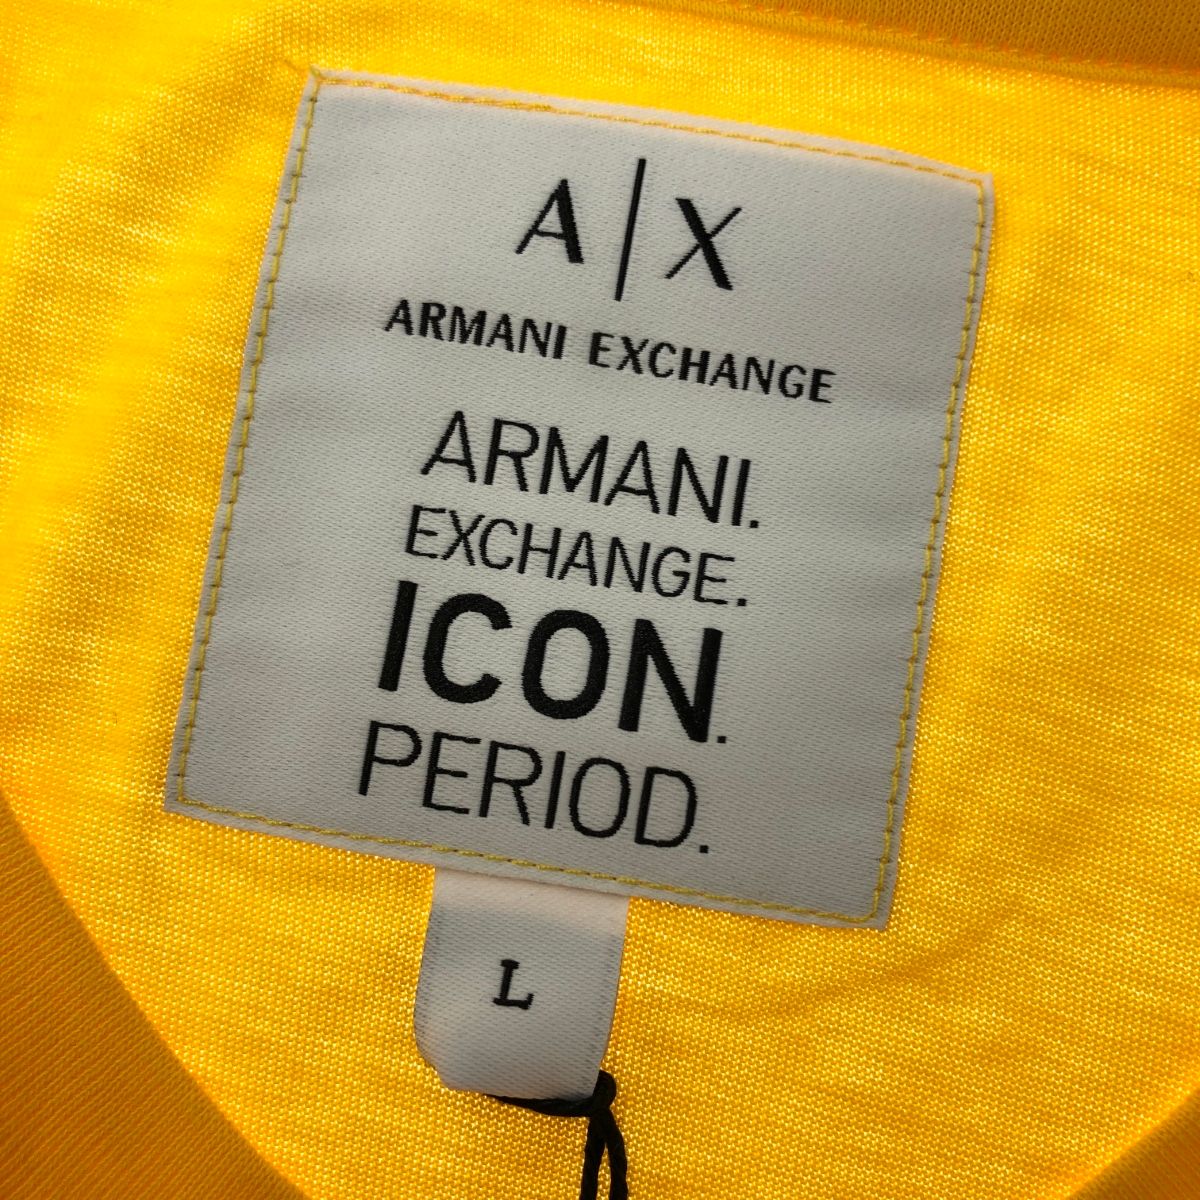 A|X
ARMANI EXCHANGE
ARMANI.
EXCHANGE.
ICON.
PERIOD.
L